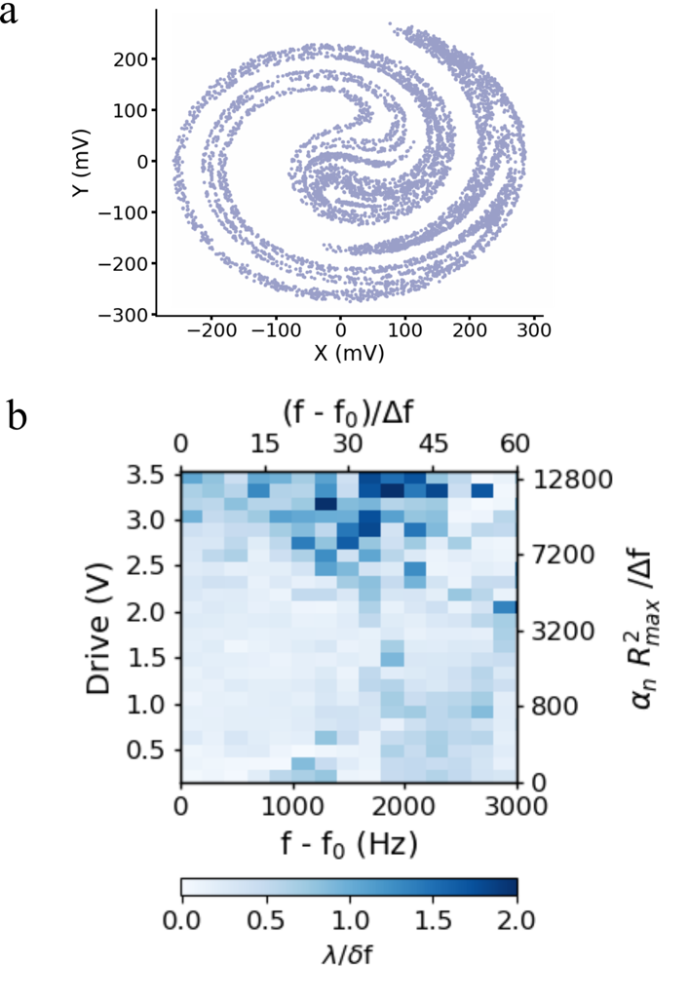 a
200
100
0
−100
−200
−300
Y (mV)
−200 −100 0 100 200 300
X (mV)
b
(f - f₀)/Δf
0 15 30 45 60
3.5
3.0
2.5
2.0
1.5
1.0
0.5
Drive (V)
12800
7200
3200
800
0
αₙ R²ₘₐₓ /Δf
0 1000 2000 3000
f - f₀ (Hz)
0.0 0.5 1.0 1.5 2.0
λ/δf